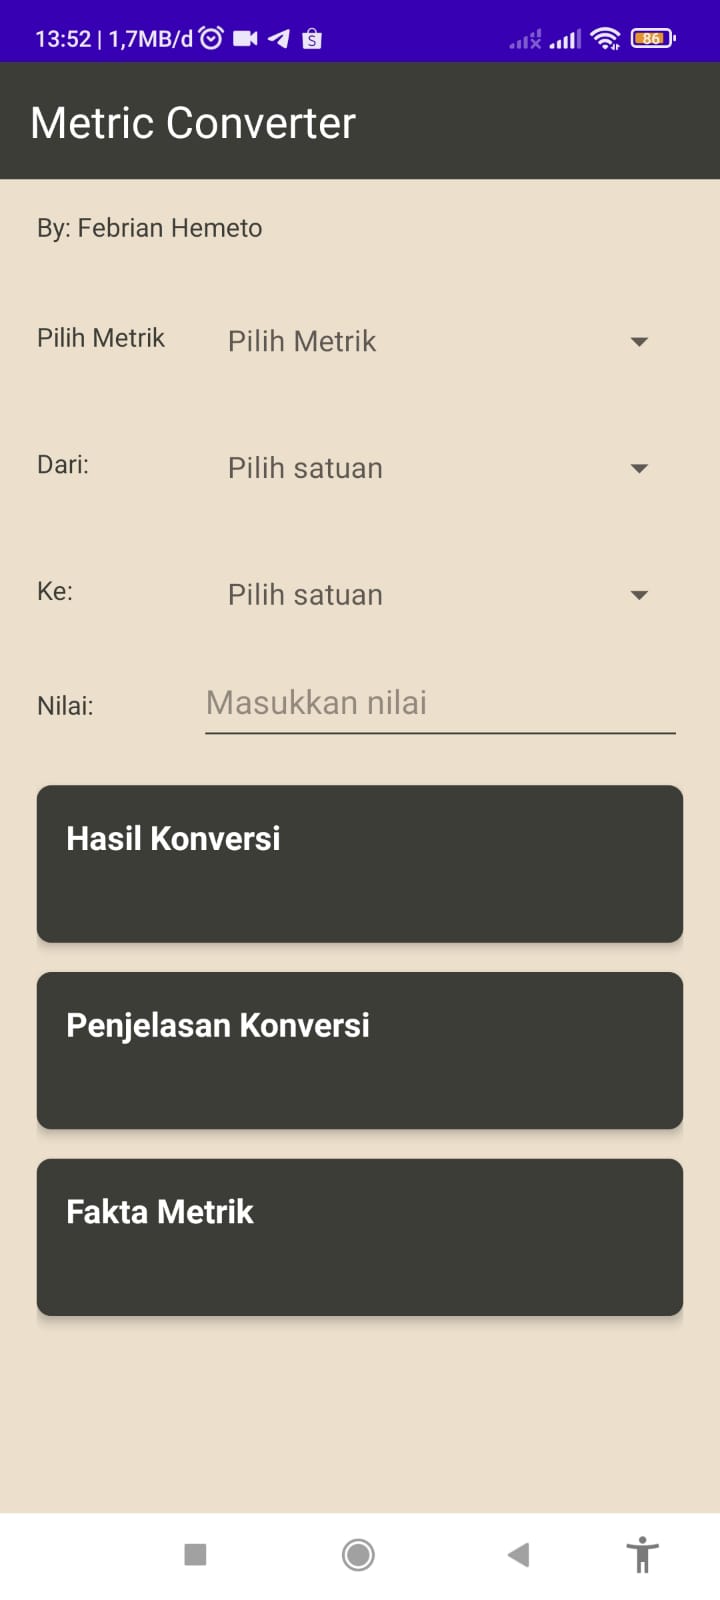 13:52 | 1,7MB/d
86
Metric Converter
By: Febrian Hemeto
Pilih Metrik Pilih Metrik
Dari: Pilih satuan
Ke: Pilih satuan
Nilai: Masukkan nilai
Hasil Konversi
Penjelasan Konversi
Fakta Metrik